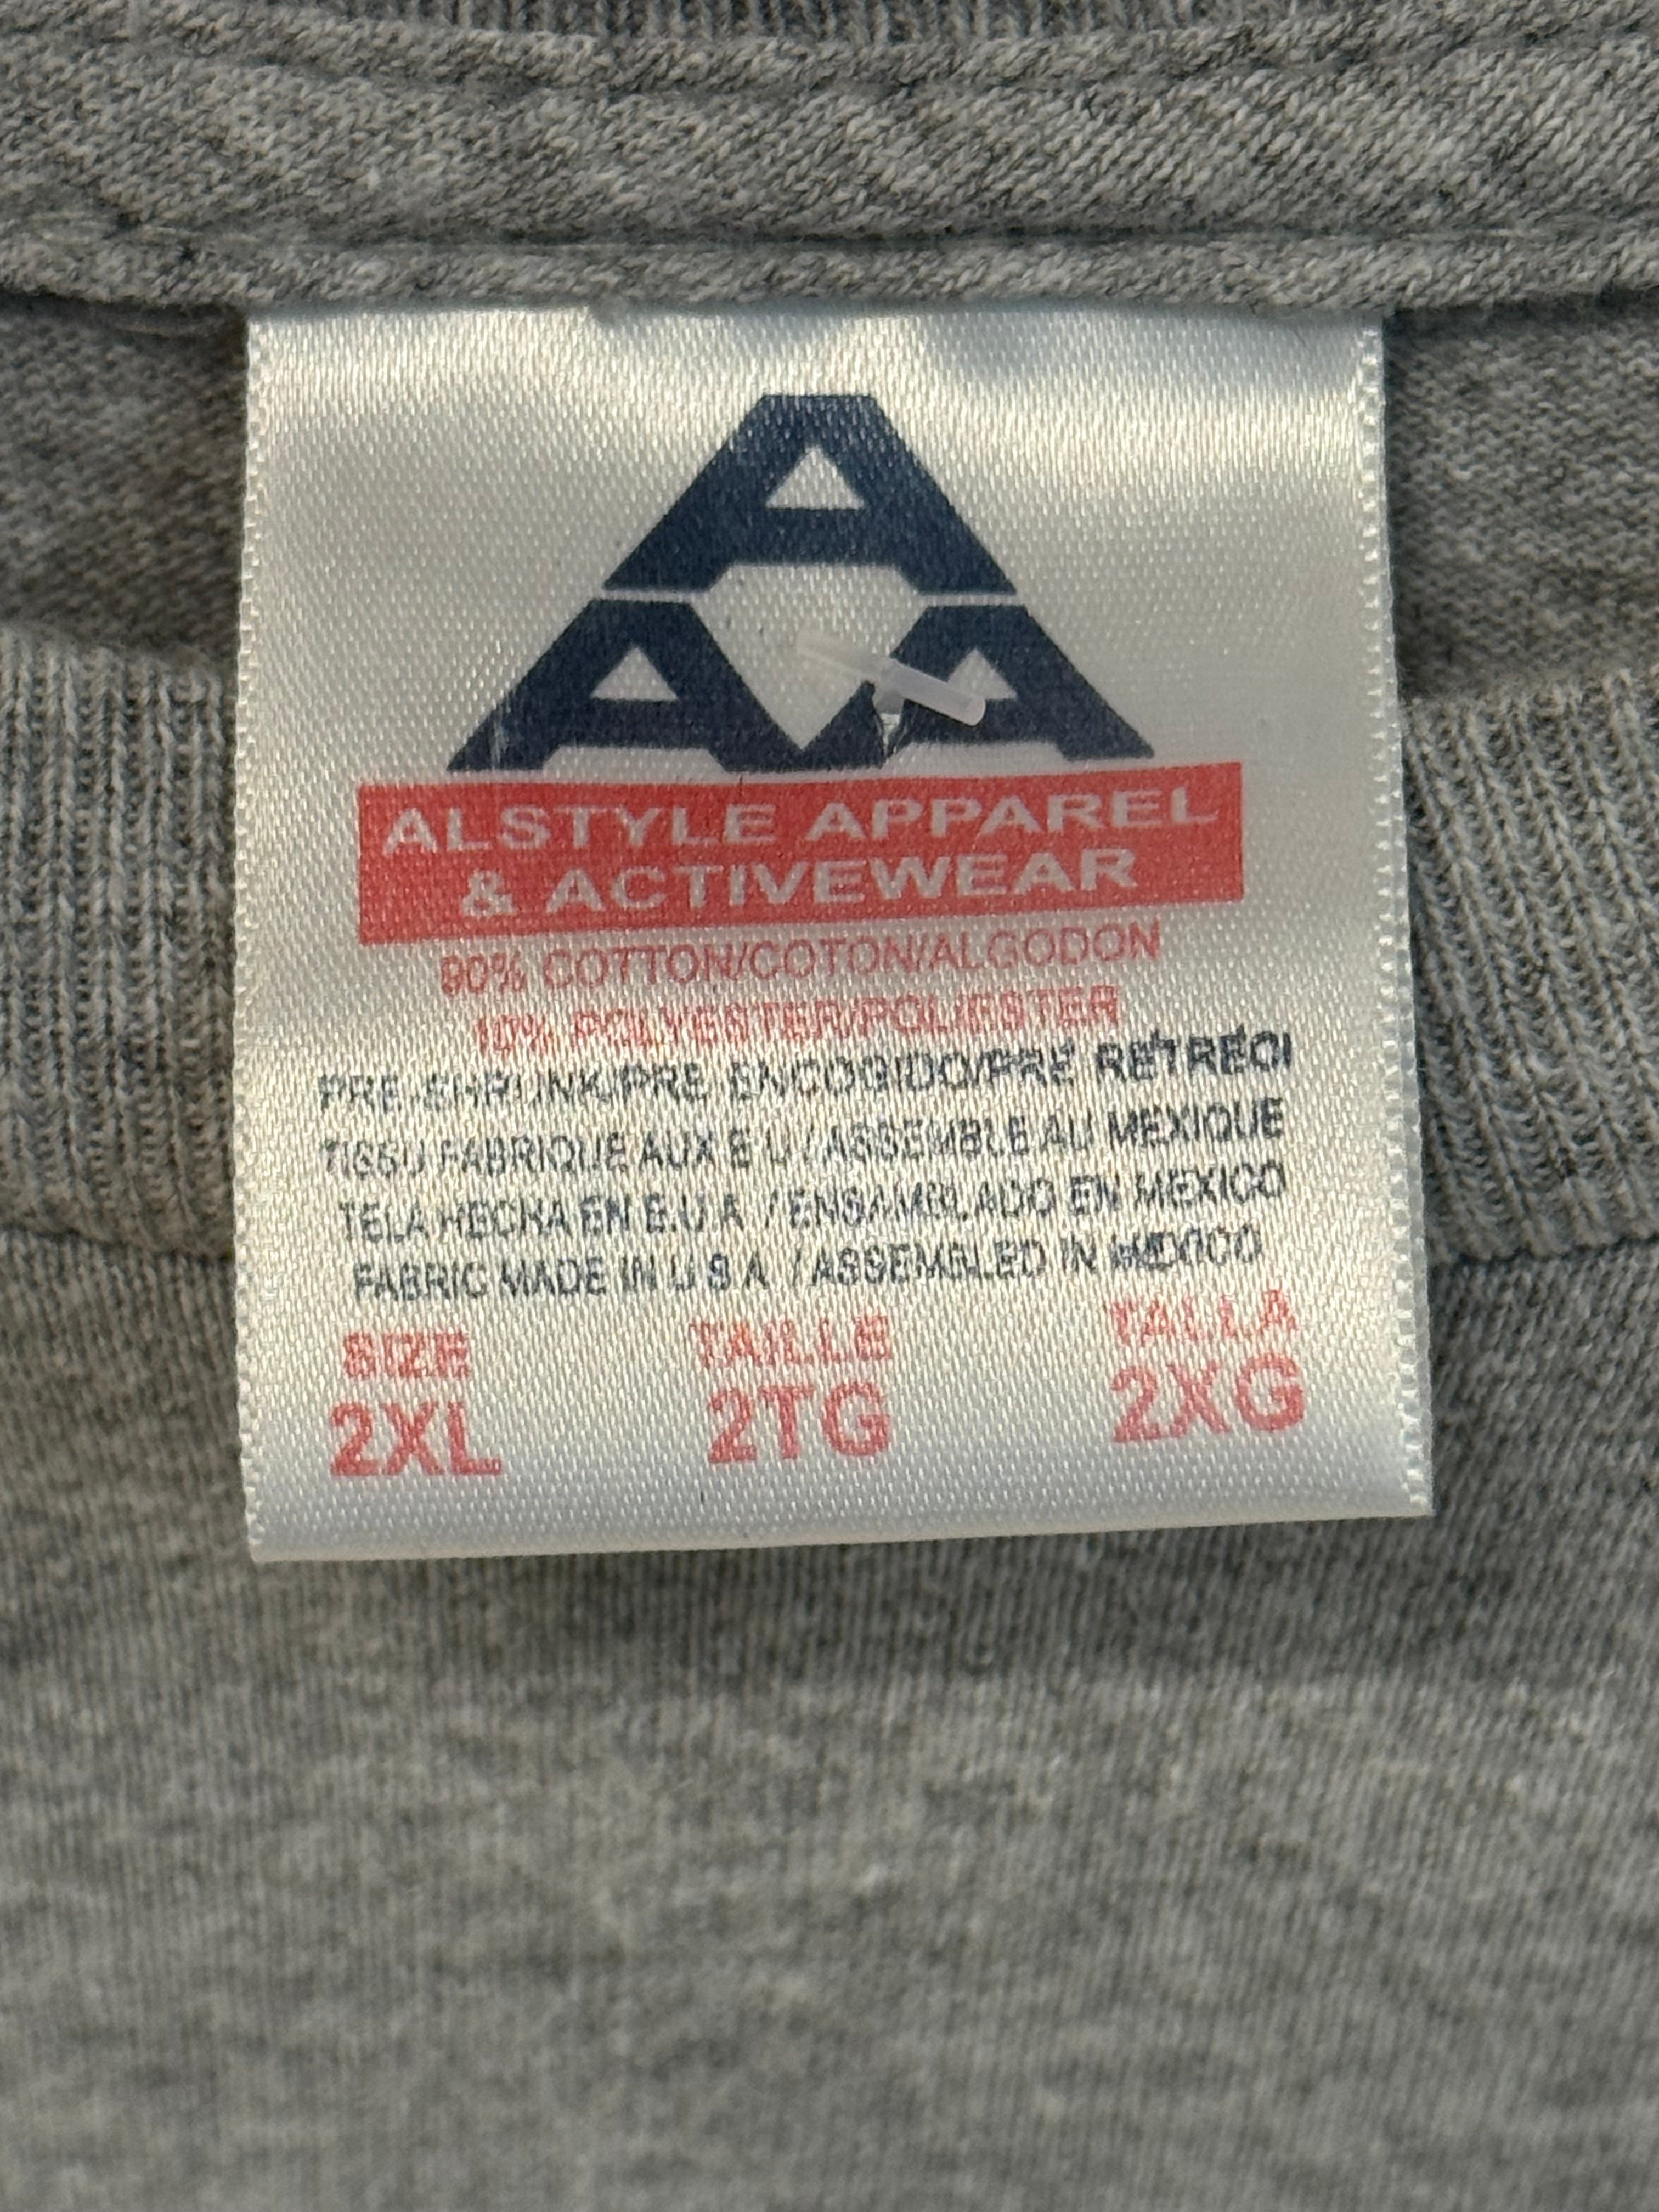 A
A A
ALSTYLE APPAREL
& ACTIVEWEAR
90% COTTON/COTON/ALGODON
10% POLYESTER/POLIESTER
PRE-SHRUNK/PRE ENCOGIDO/PRÉ RÉTRÉCI
TISSU FABRIQUE AUX E U / ASSEMBLE AU MEXIQUE
TELA HECHA EN E.U.A / ENSAMBLADO EN MEXICO
FABRIC MADE IN U S A / ASSEMBLED IN MEXICO
SIZE TAILLE TALLA
2XL 2TG 2XG